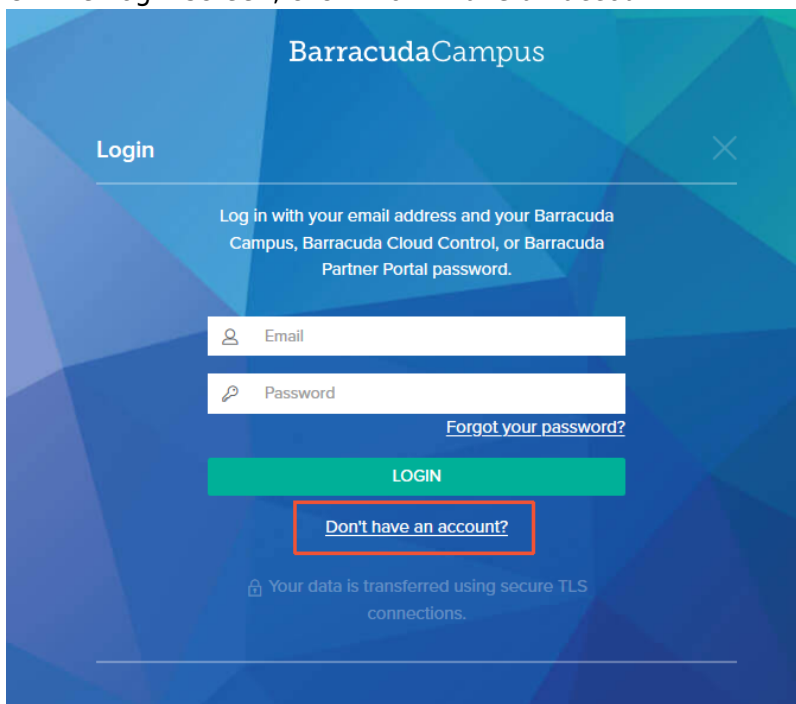 BarracudaCampus
Login
Log in with your email address and your Barracuda
Campus, Barracuda Cloud Control, or Barracuda
Partner Portal password.
Email
Password
Forgot your password?
LOGIN
Don't have an account?
Your data is transferred using secure TLS
connections.